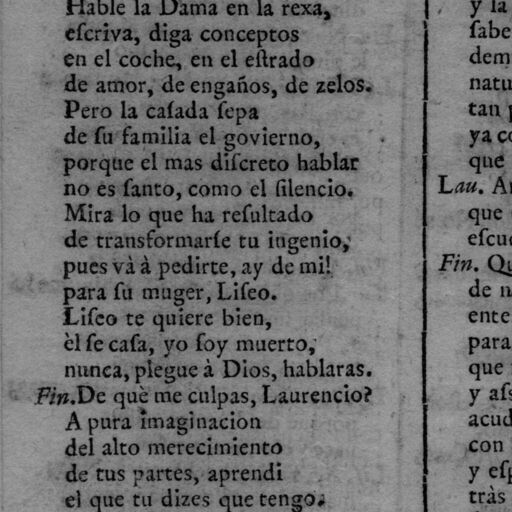 Hable la Dama en la rexa,
eſcriva, diga conceptos
en el coche, en el eſtrado
de amor, de engaños, de zelos.
Pero la caſada ſepa
de ſu familia el govierno,
porque el mas diſcreto hablar
no es ſanto, como el ſilencio.
Mira lo que ha reſultado
de transformarſe tu iugenio,
pues và à pedirte, ay de mi!
para ſu muger, Liſeo.
Liſeo te quiere bien,
èl ſe caſa, yo ſoy muerto,
nunca, plegue à Dios, hablaras.
Fin. De què me culpas, Laurencio?
A pura imaginacion
del alto merecimiento
de tus partes, aprendi
el que tu dizes que tengo.
y la
ſabe
dem
natu
tan
ya co
que
Lau. A
que
eſcu
Fin. Qu
de n
ente
para
que
y aſs
acud
con
y eſp
tràs